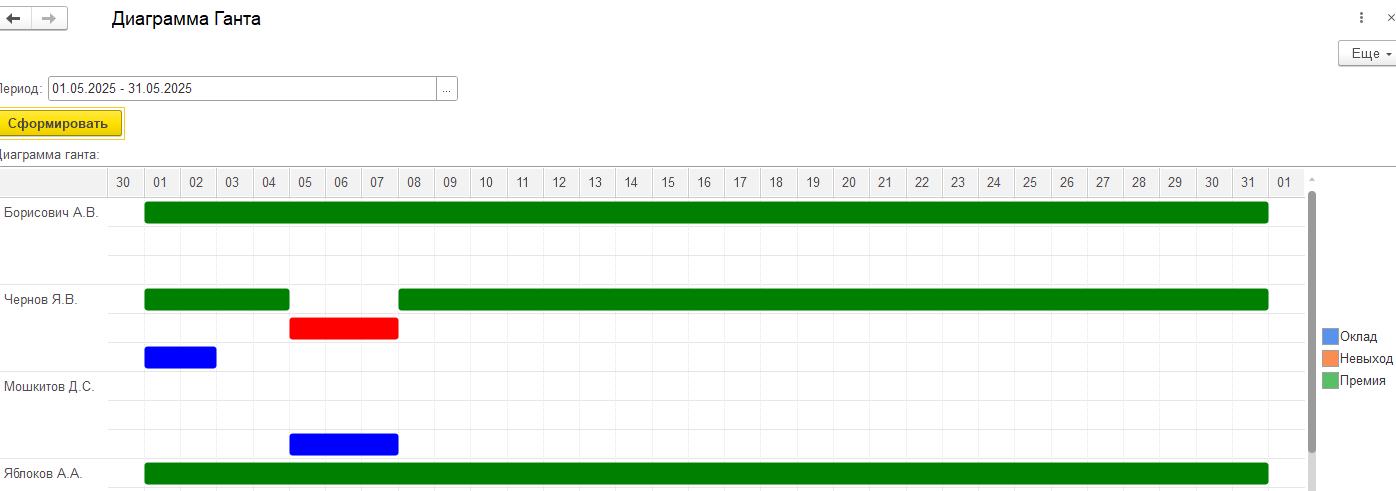 Диаграмма Ганта
Еще
Период: 01.05.2025 - 31.05.2025 ...
Сформировать
Диаграмма ганта:
30 01 02 03 04 05 06 07 08 09 10 11 12 13 14 15 16 17 18 19 20 21 22 23 24 25 26 27 28 29 30 31 01
Борисович А.В.
Чернов Я.В.
Оклад
Невыход
Премия
Мошкитов Д.С.
Яблоков А.А.